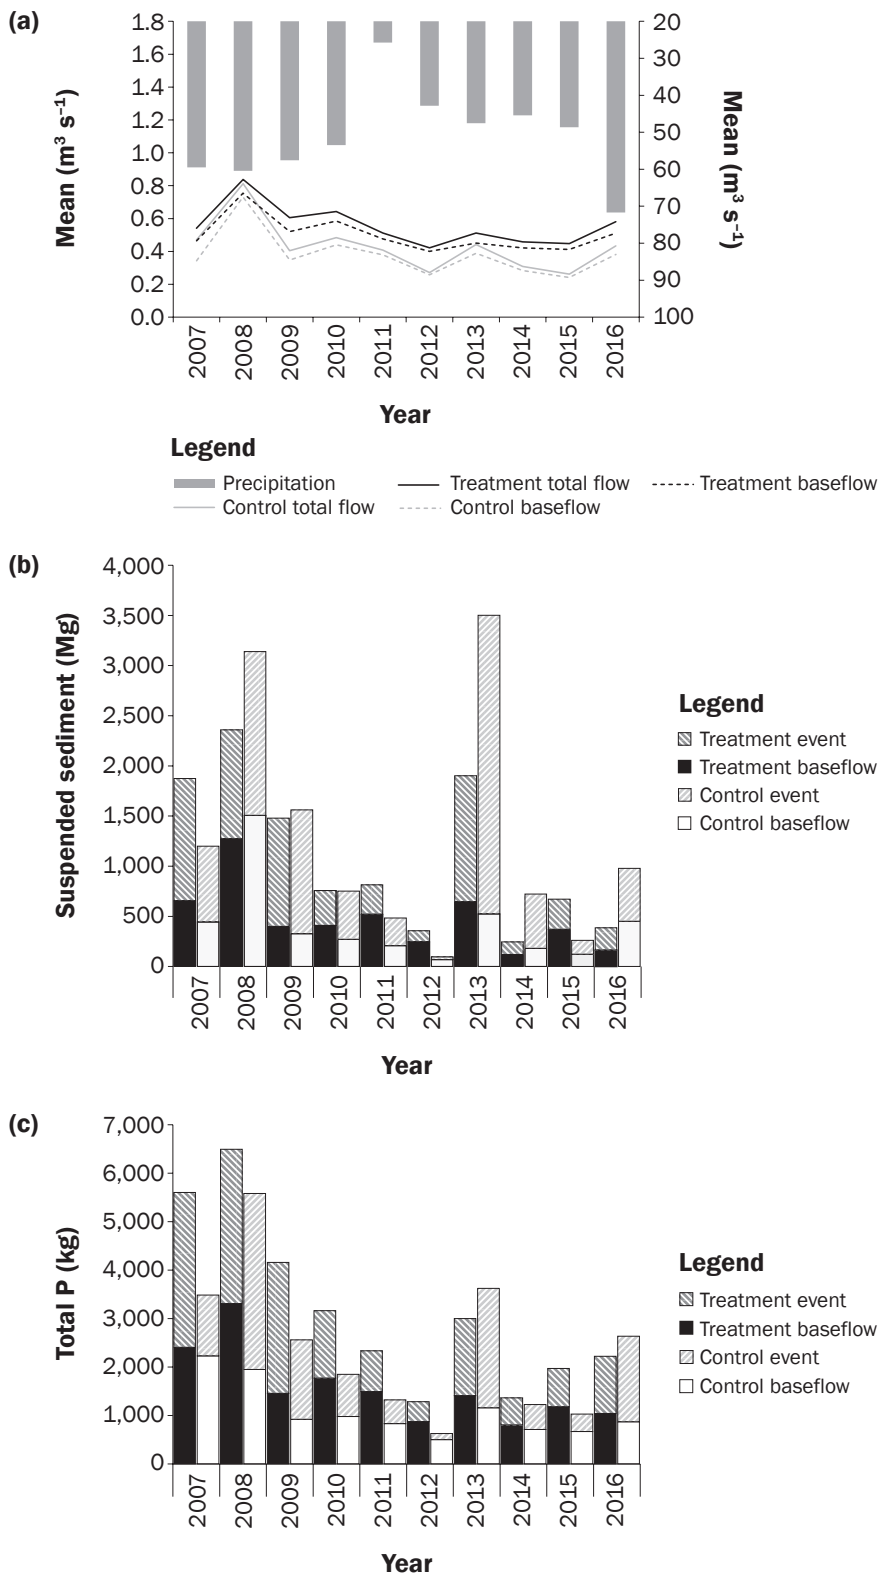 (a)
Mean (m³ s⁻¹)
1.8
1.6
1.4
1.2
1.0
0.8
0.6
0.4
0.2
0.0
20
30
40
50
60
70
80
90
100
Mean (m³ s⁻¹)
2007 2008 2009 2010 2011 2012 2013 2014 2015 2016
Year
Legend
Precipitation Treatment total flow Treatment baseflow
Control total flow Control baseflow
(b)
Suspended sediment (Mg)
4,000
3,500
3,000
2,500
2,000
1,500
1,000
500
0
2007 2008 2009 2010 2011 2012 2013 2014 2015 2016
Year
Legend
Treatment event
Treatment baseflow
Control event
Control baseflow
(c)
Total P (kg)
7,000
6,000
5,000
4,000
3,000
2,000
1,000
0
2007 2008 2009 2010 2011 2012 2013 2014 2015 2016
Year
Legend
Treatment event
Treatment baseflow
Control event
Control baseflow